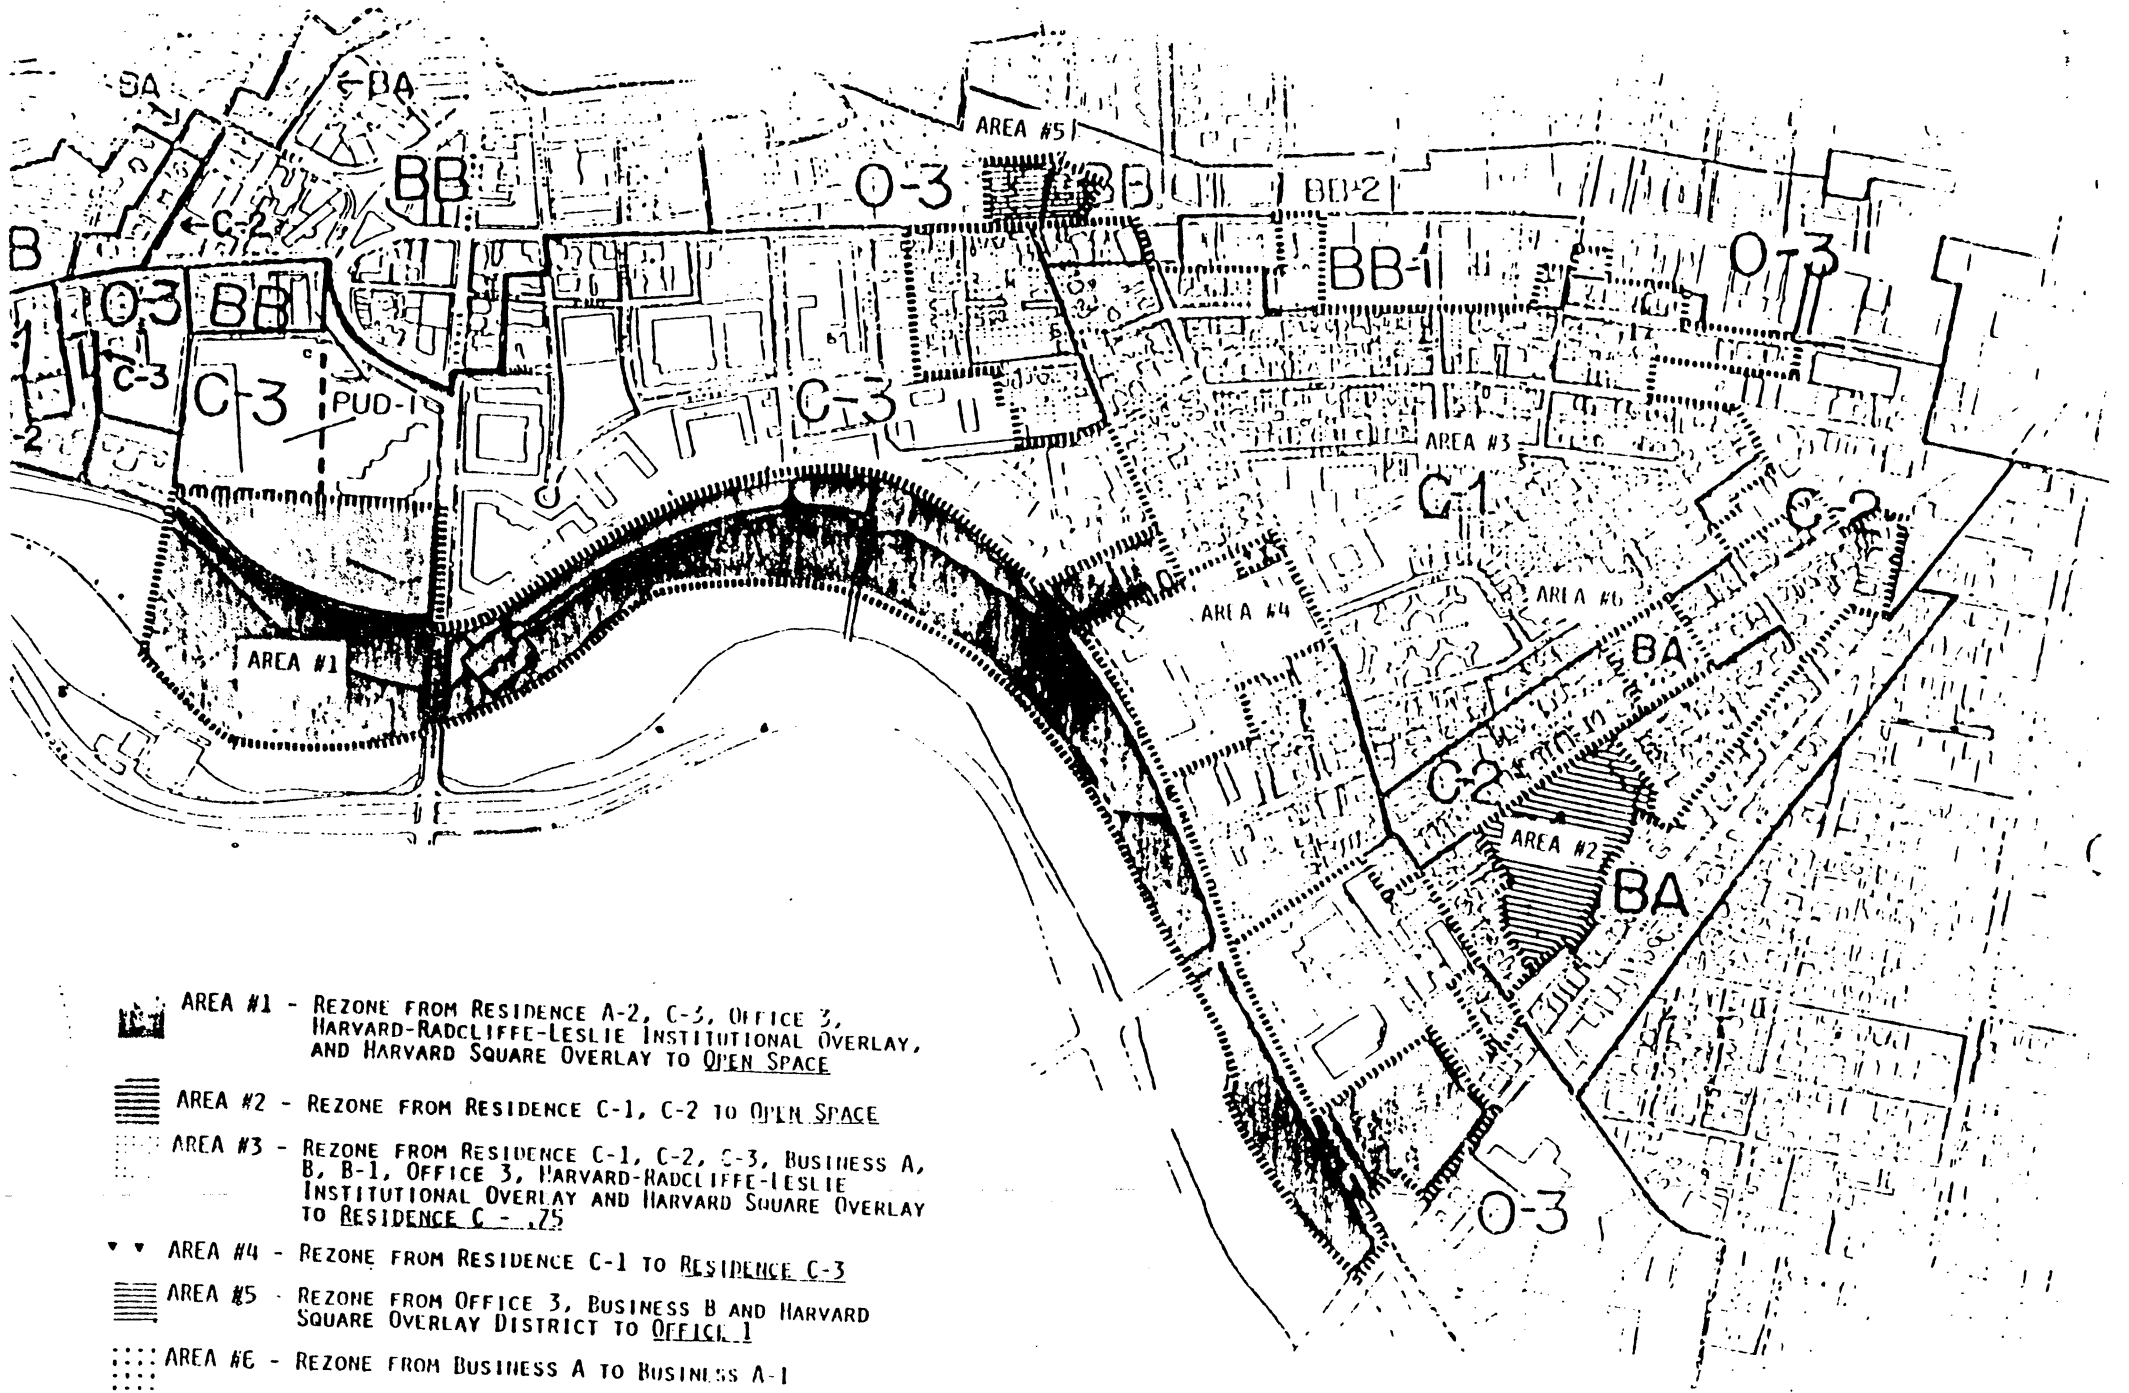 BA
←BA
AREA #5
BB
O-3
BB
BB-2
←C-2
B
O-3
BB
BB-1
O-3
C-3
C-3
PUD-1
C-3
-2
AREA #3
C-1
C-2
AREA #4
AREA #6
BA
AREA #1
C-2
AREA #2
BA
O-3
AREA #1 - REZONE FROM RESIDENCE A-2, C-3, OFFICE 3,
HARVARD-RADCLIFFE-LESLIE INSTITUTIONAL OVERLAY,
AND HARVARD SQUARE OVERLAY TO OPEN SPACE
AREA #2 - REZONE FROM RESIDENCE C-1, C-2 TO OPEN SPACE
AREA #3 - REZONE FROM RESIDENCE C-1, C-2, C-3, BUSINESS A,
B, B-1, OFFICE 3, HARVARD-RADCLIFFE-LESLIE
INSTITUTIONAL OVERLAY AND HARVARD SQUARE OVERLAY
TO RESIDENCE C - .75
AREA #4 - REZONE FROM RESIDENCE C-1 TO RESIDENCE C-3
AREA #5 - REZONE FROM OFFICE 3, BUSINESS B AND HARVARD
SQUARE OVERLAY DISTRICT TO OFFICE 1
AREA #6 - REZONE FROM BUSINESS A TO BUSINESS A-1